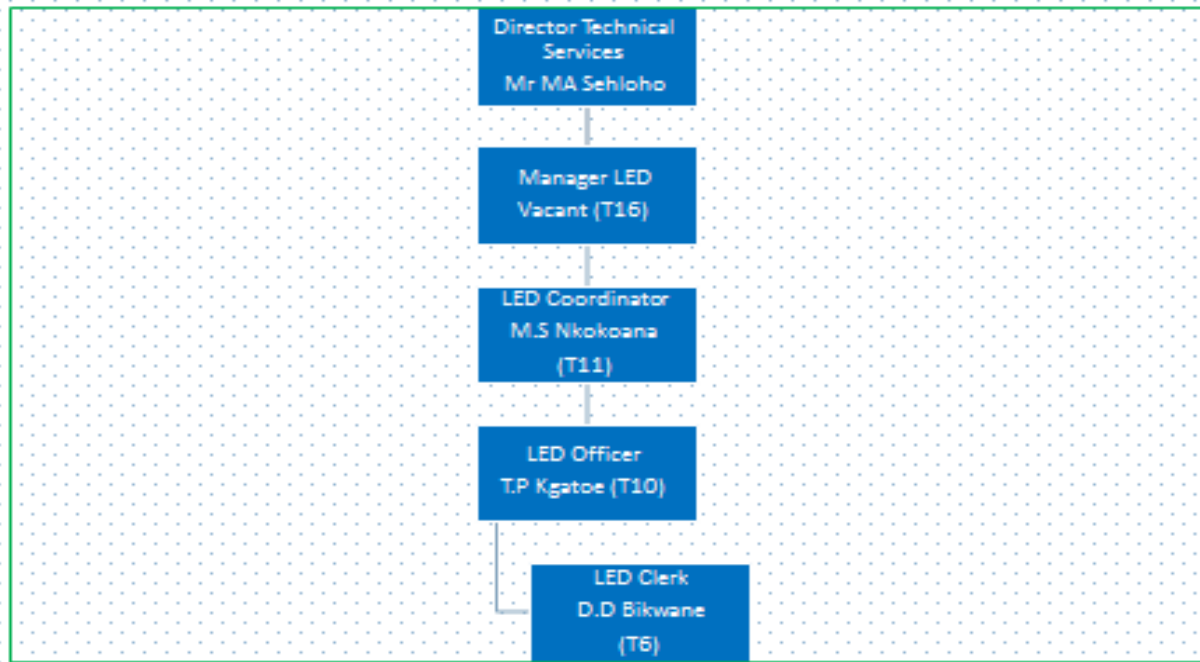 Director Technical
Services
Mr MA Sehloho
Manager LED
Vacant (T16)
LED Coordinator
M.S Nkokoana
(T11)
LED Officer
T.P Kgatoe (T10)
LED Clerk
D.D Bikwane
(T6)